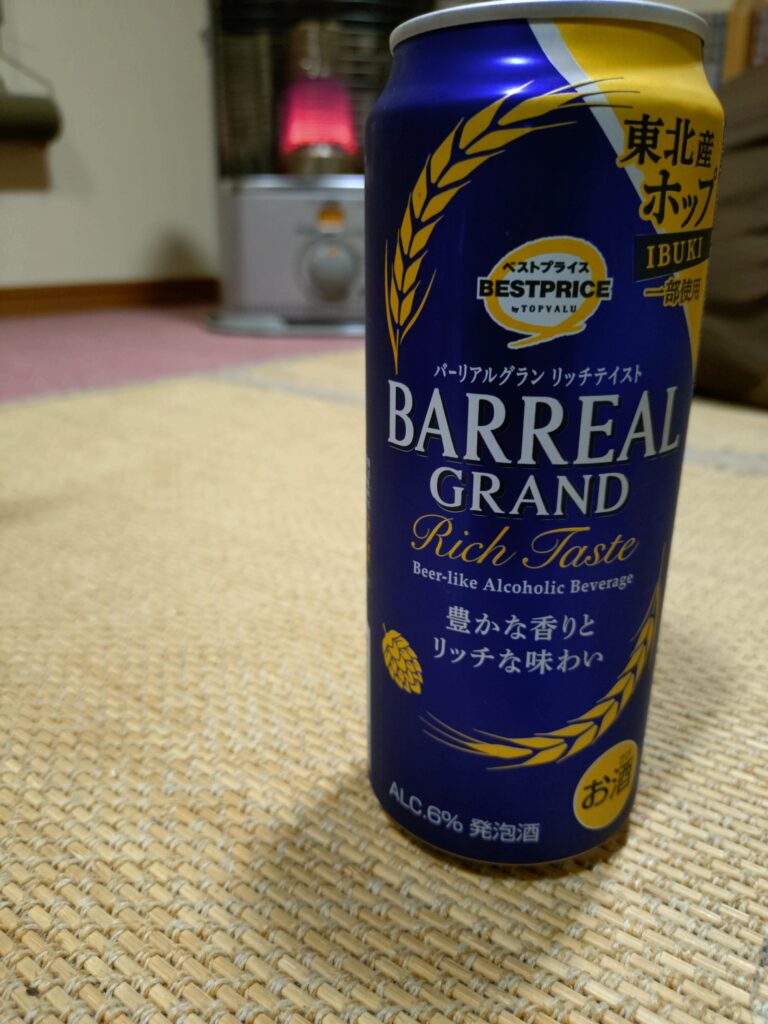 東北産
ホップ
IBUKI
一部使用
ベストプライス
BESTPRICE
by TOPVALU
バーリアルグラン リッチテイスト
BARREAL
GRAND
Rich Taste
Beer-like Alcoholic Beverage
豊かな香りと
リッチな味わい
お酒
ALC.6% 発泡酒